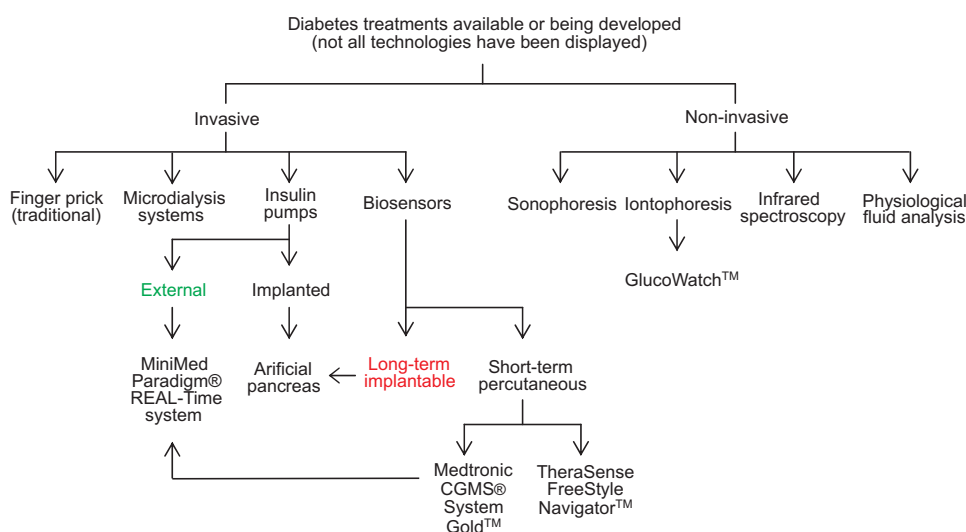 Diabetes treatments available or being developed
(not all technologies have been displayed)
Invasive
Non-invasive
Finger prick
(traditional)
Microdialysis
systems
Insulin
pumps
Biosensors
Sonophoresis
Iontophoresis
Infrared
spectroscopy
Physiological
fluid analysis
GlucoWatch™
External
Implanted
MiniMed
Paradigm®
REAL-Time
system
Arificial
pancreas
Long-term
implantable
Short-term
percutaneous
Medtronic
CGMS®
System
Gold™
TheraSense
FreeStyle
Navigator™